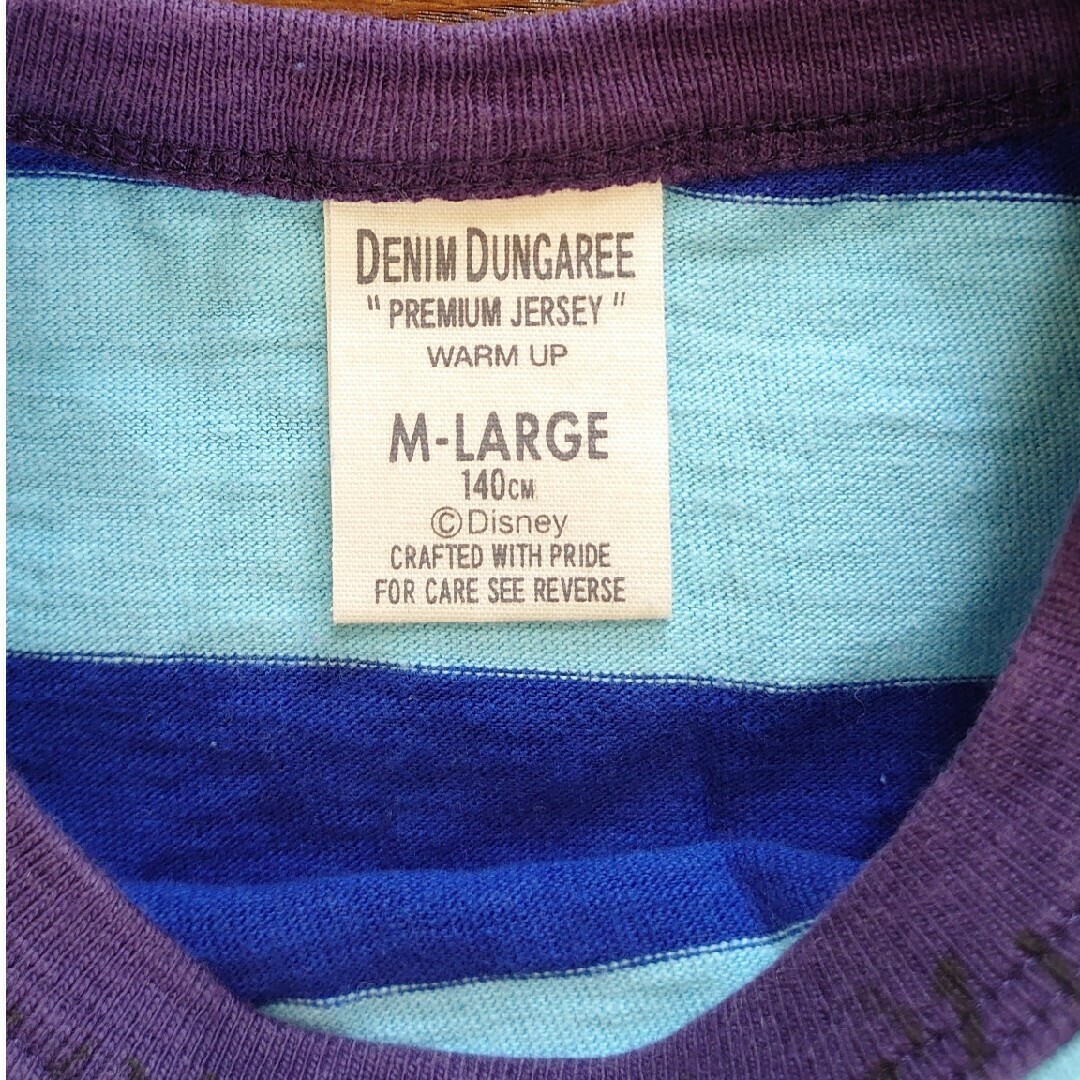 DENIM DUNGAREE
"PREMIUM JERSEY"
WARM UP
M-LARGE
140CM
©Disney
CRAFTED WITH PRIDE
FOR CARE SEE REVERSE